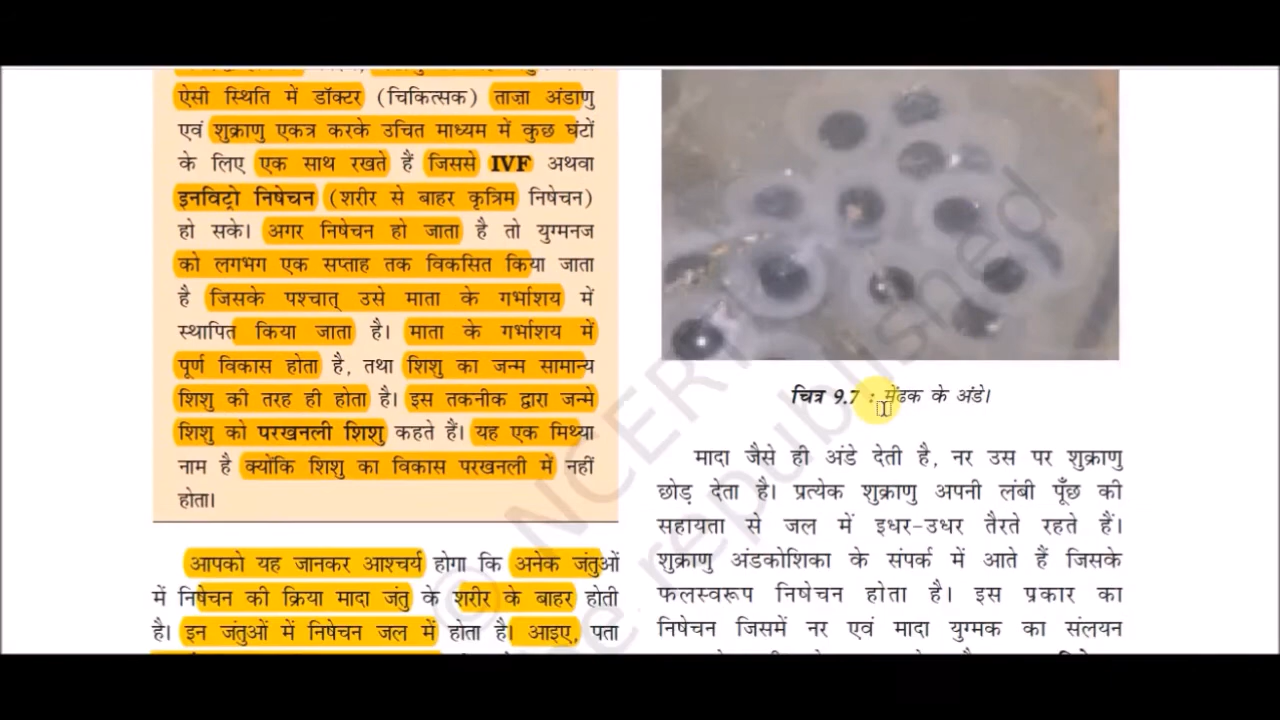 ऐसी स्थिति में डॉक्टर (चिकित्सक) ताज़ा अंडाणु
एवं शुक्राणु एकत्र करके उचित माध्यम में कुछ घंटों
के लिए एक साथ रखते हैं जिससे IVF अथवा
इनविट्रो निषेचन (शरीर से बाहर कृत्रिम निषेचन)
हो सके। अगर निषेचन हो जाता है तो युग्मनज
को लगभग एक सप्ताह तक विकसित किया जाता
है जिसके पश्चात् उसे माता के गर्भाशय में
स्थापित किया जाता है। माता के गर्भाशय में
पूर्ण विकास होता है, तथा शिशु का जन्म सामान्य
शिशु की तरह ही होता है। इस तकनीक द्वारा जन्मे
शिशु को परखनली शिशु कहते हैं। यह एक मिथ्या
नाम है क्योंकि शिशु का विकास परखनली में नहीं
होता।
आपको यह जानकर आश्चर्य होगा कि अनेक जंतुओं
में निषेचन की क्रिया मादा जंतु के शरीर के बाहर होती
है। इन जंतुओं में निषेचन जल में होता है। आइए, पता
चित्र 9.7 : मेंढक के अंडे।
मादा जैसे ही अंडे देती है, नर उस पर शुक्राणु
छोड़ देता है। प्रत्येक शुक्राणु अपनी लंबी पूँछ की
सहायता से जल में इधर-उधर तैरते रहते हैं।
शुक्राणु अंडकोशिका के संपर्क में आते हैं जिसके
फलस्वरूप निषेचन होता है। इस प्रकार का
निषेचन जिसमें नर एवं मादा युग्मक का संलयन
© NCERT
be republished